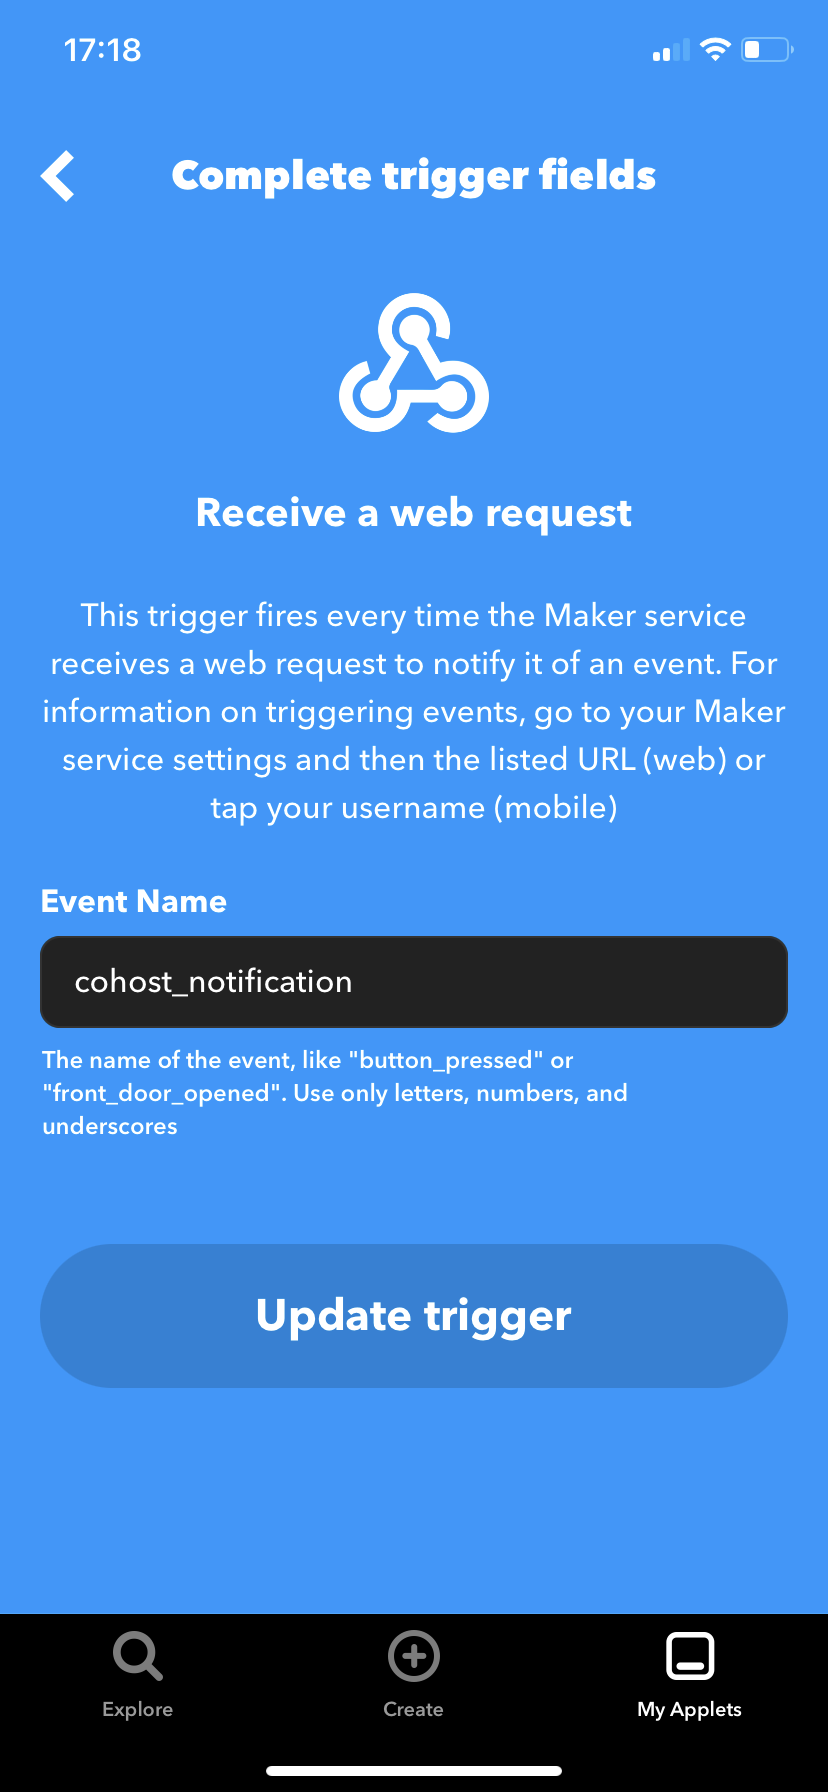 17:18
Complete trigger fields
Receive a web request
This trigger fires every time the Maker service
receives a web request to notify it of an event. For
information on triggering events, go to your Maker
service settings and then the listed URL (web) or
tap your username (mobile)
Event Name
cohost_notification
The name of the event, like "button_pressed" or
"front_door_opened". Use only letters, numbers, and
underscores
Update trigger
Explore
Create
My Applets